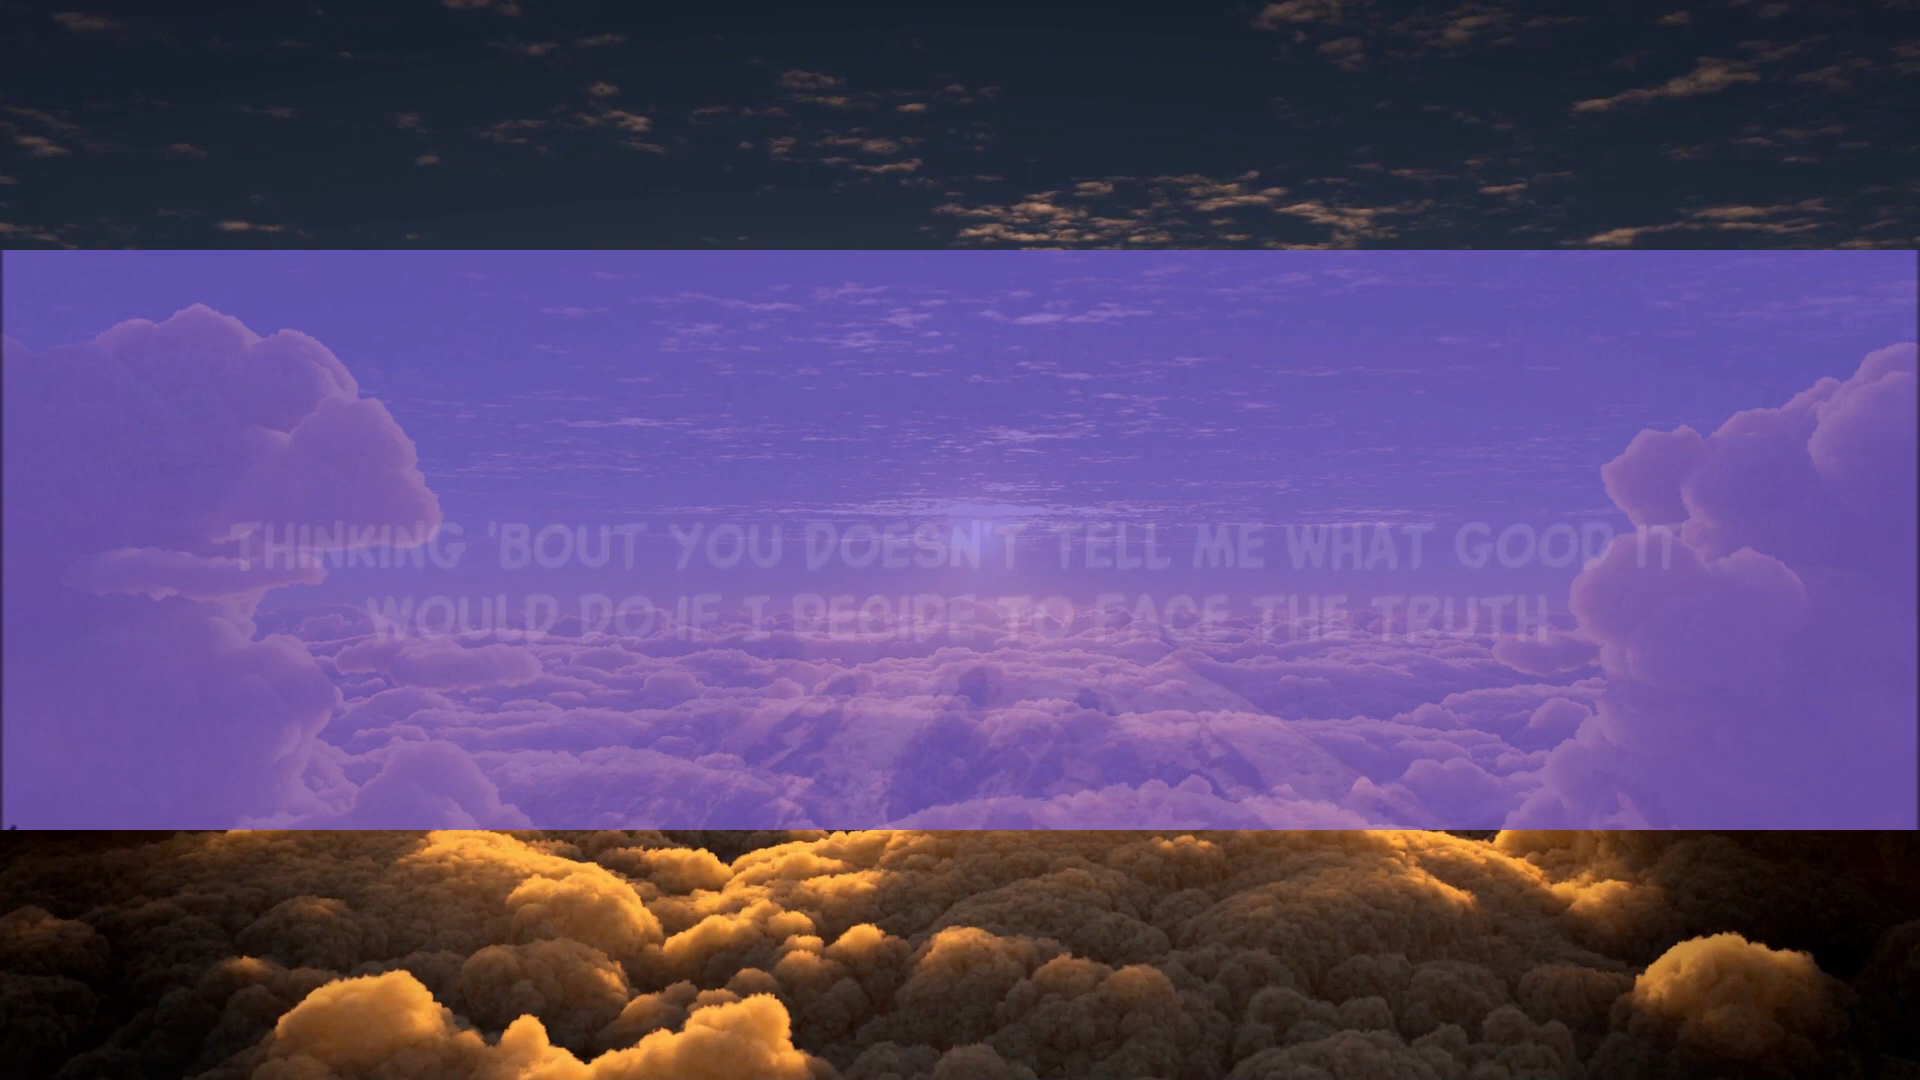 THINKING 'BOUT YOU DOESN'T TELL ME WHAT GOOD IT
WOULD DO IF I DECIDE TO FACE THE TRUTH